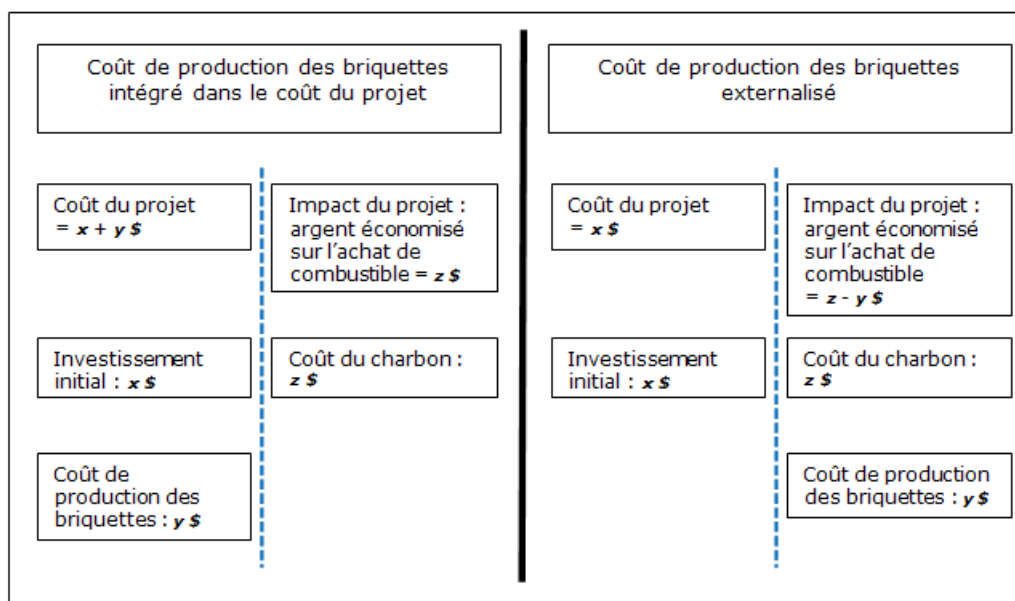 Coût de production des briquettes
intégré dans le coût du projet
Coût du projet
= x + y $
Impact du projet :
argent économisé
sur l'achat de
combustible = z $
Investissement
initial : x $
Coût du charbon :
z $
Coût de
production des
briquettes : y $
Coût de production des briquettes
externalisé
Coût du projet
= x $
Impact du projet :
argent économisé
sur l'achat de
combustible
= z - y $
Investissement
initial : x $
Coût du charbon :
z $
Coût de production
des briquettes : y $